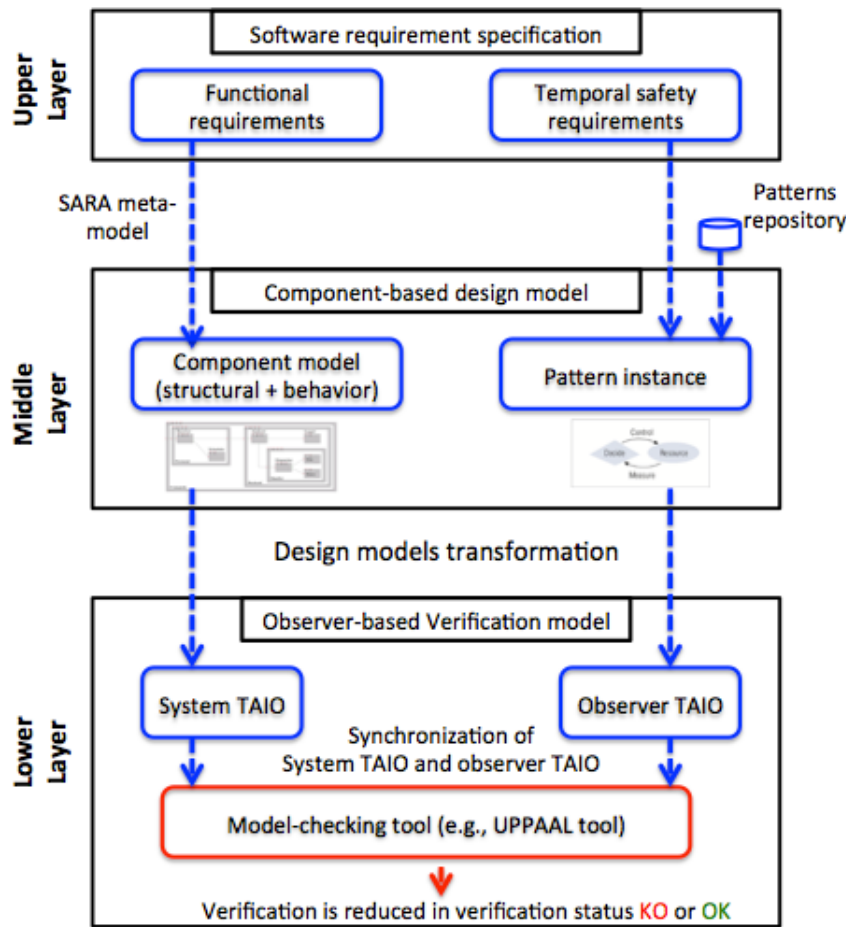 Upper
Layer
Software requirement specification
Functional
requirements
Temporal safety
requirements
SARA meta-
model
Patterns
repository
Middle
Layer
Component-based design model
Component model
(structural + behavior)
Pattern instance
Control
Decide
Resource
Measure
Design models transformation
Lower
Layer
Observer-based Verification model
System TAIO
Observer TAIO
Synchronization of
System TAIO and observer TAIO
Model-checking tool (e.g., UPPAAL tool)
Verification is reduced in verification status KO or OK